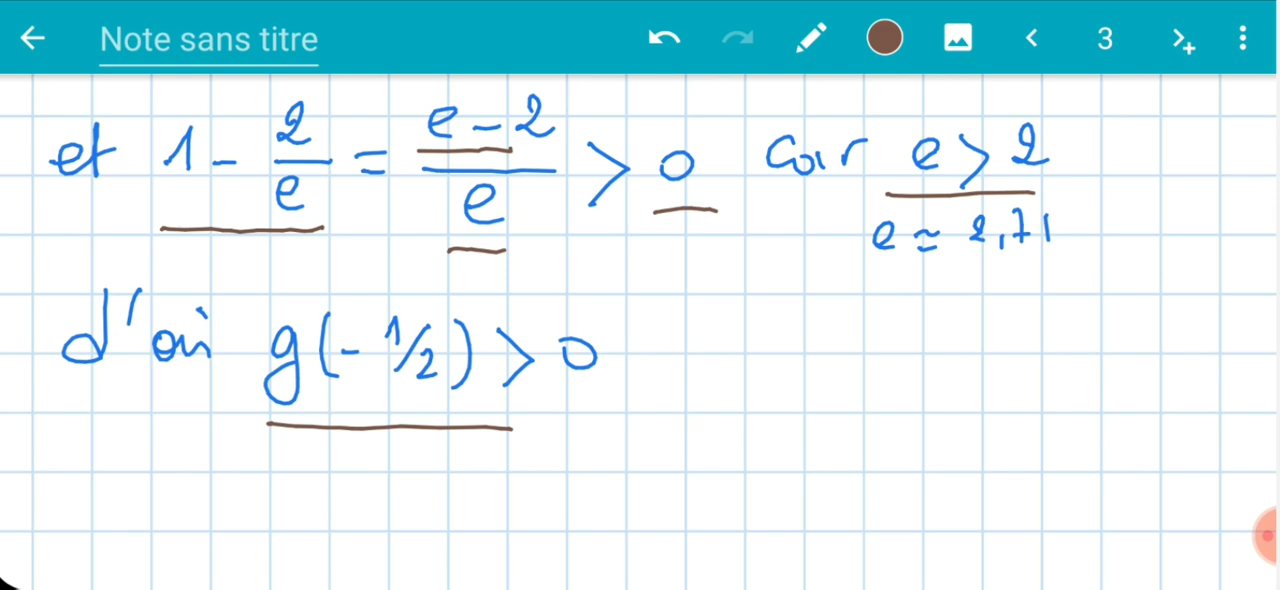 Note sans titre
3
et 1 - 2/e = (e-2)/e > 0 car e > 2
e ≈ 2,71
d'où g(-1/2) > 0